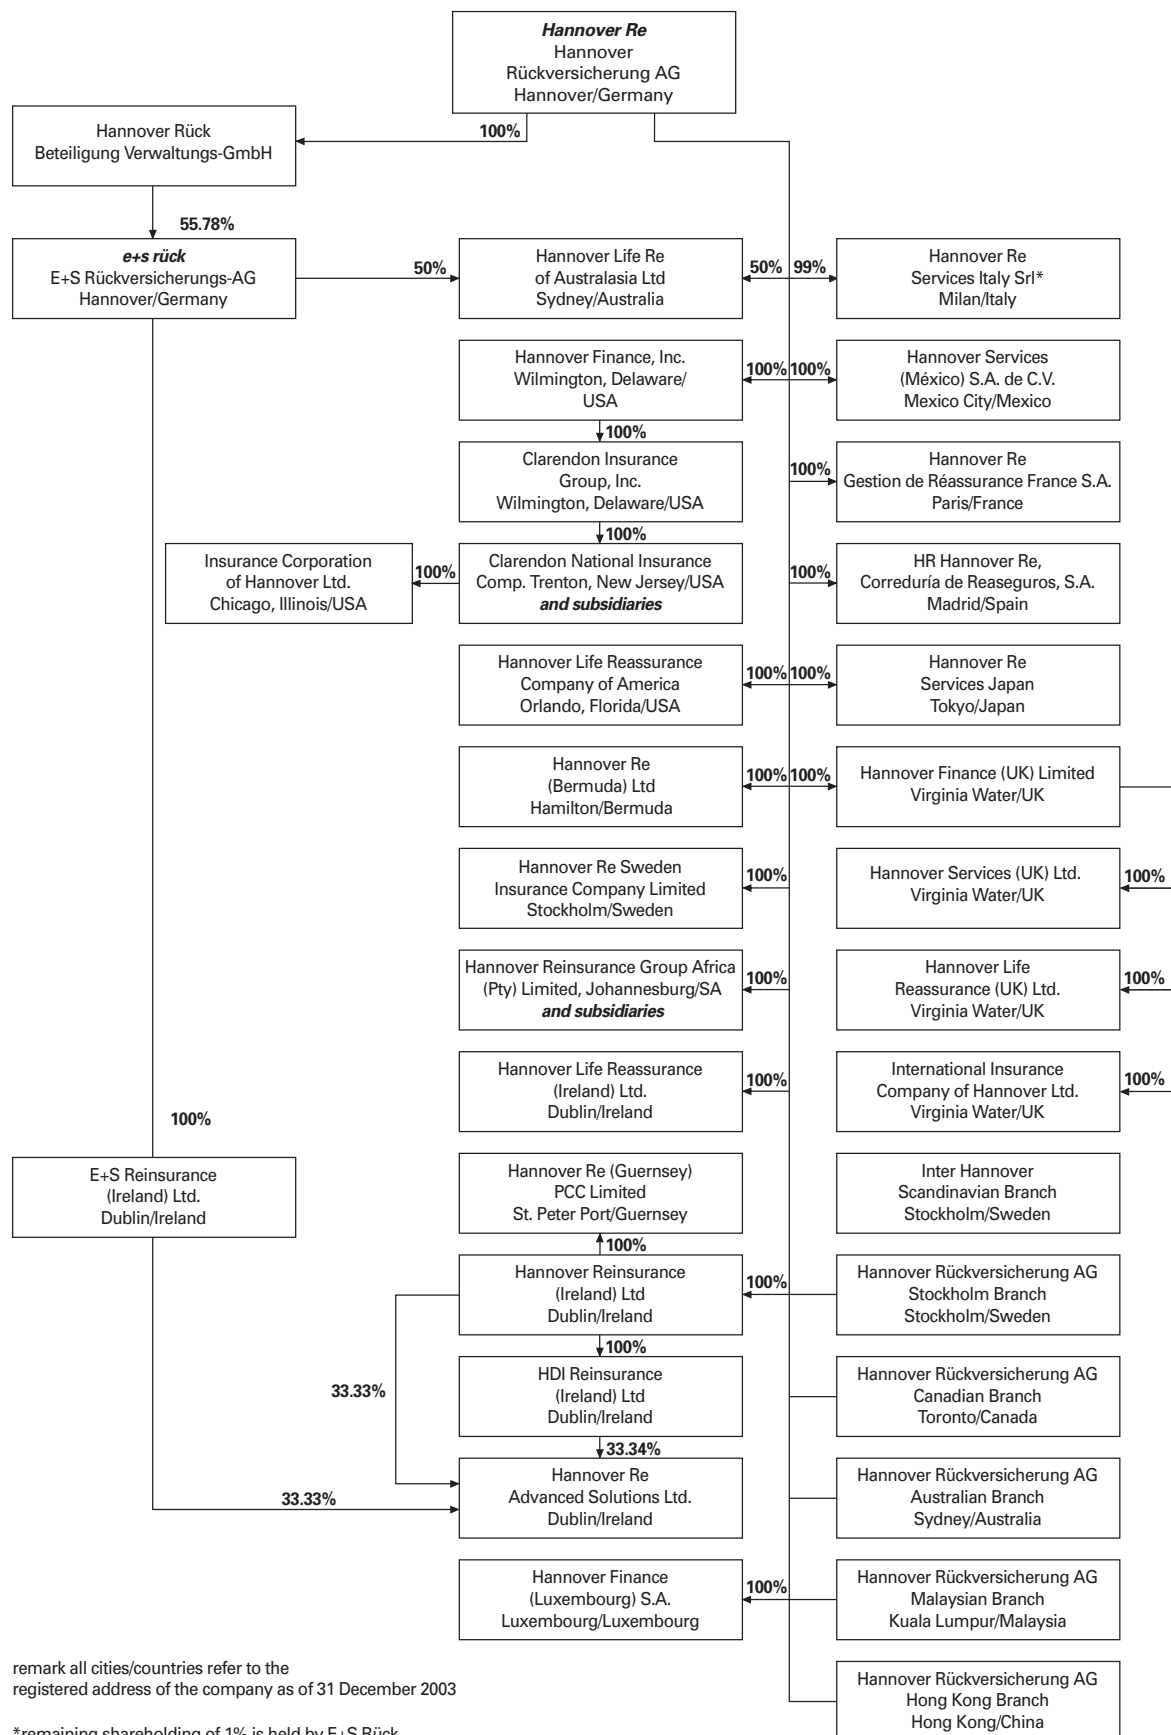 Hannover Re
Hannover
Rückversicherung AG
Hannover/Germany
100%
Hannover Rück
Beteiligung Verwaltungs-GmbH
55.78%
e+s rück
E+S Rückversicherungs-AG
Hannover/Germany
50%
Hannover Life Re
of Australasia Ltd
Sydney/Australia
50% 99%
Hannover Re
Services Italy Srl*
Milan/Italy
Hannover Finance, Inc.
Wilmington, Delaware/
USA
100% 100%
Hannover Services
(México) S.A. de C.V.
Mexico City/Mexico
100%
Clarendon Insurance
Group, Inc.
Wilmington, Delaware/USA
100%
Hannover Re
Gestion de Réassurance France S.A.
Paris/France
100%
Insurance Corporation
of Hannover Ltd.
Chicago, Illinois/USA
100%
Clarendon National Insurance
Comp. Trenton, New Jersey/USA
and subsidiaries
100%
HR Hannover Re,
Correduría de Reaseguros, S.A.
Madrid/Spain
Hannover Life Reassurance
Company of America
Orlando, Florida/USA
100% 100%
Hannover Re
Services Japan
Tokyo/Japan
Hannover Re
(Bermuda) Ltd
Hamilton/Bermuda
100% 100%
Hannover Finance (UK) Limited
Virginia Water/UK
Hannover Re Sweden
Insurance Company Limited
Stockholm/Sweden
100%
Hannover Services (UK) Ltd.
Virginia Water/UK
100%
Hannover Reinsurance Group Africa
(Pty) Limited, Johannesburg/SA
and subsidiaries
100%
Hannover Life
Reassurance (UK) Ltd.
Virginia Water/UK
100%
Hannover Life Reassurance
(Ireland) Ltd.
Dublin/Ireland
100%
International Insurance
Company of Hannover Ltd.
Virginia Water/UK
100%
100%
E+S Reinsurance
(Ireland) Ltd.
Dublin/Ireland
Hannover Re (Guernsey)
PCC Limited
St. Peter Port/Guernsey
Inter Hannover
Scandinavian Branch
Stockholm/Sweden
100%
Hannover Reinsurance
(Ireland) Ltd
Dublin/Ireland
100%
Hannover Rückversicherung AG
Stockholm Branch
Stockholm/Sweden
100%
33.33%
HDI Reinsurance
(Ireland) Ltd
Dublin/Ireland
Hannover Rückversicherung AG
Canadian Branch
Toronto/Canada
33.34%
33.33%
Hannover Re
Advanced Solutions Ltd.
Dublin/Ireland
Hannover Rückversicherung AG
Australian Branch
Sydney/Australia
Hannover Finance
(Luxembourg) S.A.
Luxembourg/Luxembourg
100%
Hannover Rückversicherung AG
Malaysian Branch
Kuala Lumpur/Malaysia
Hannover Rückversicherung AG
Hong Kong Branch
Hong Kong/China
remark all cities/countries refer to the
registered address of the company as of 31 December 2003
*remaining shareholding of 1% is held by E+S Rück